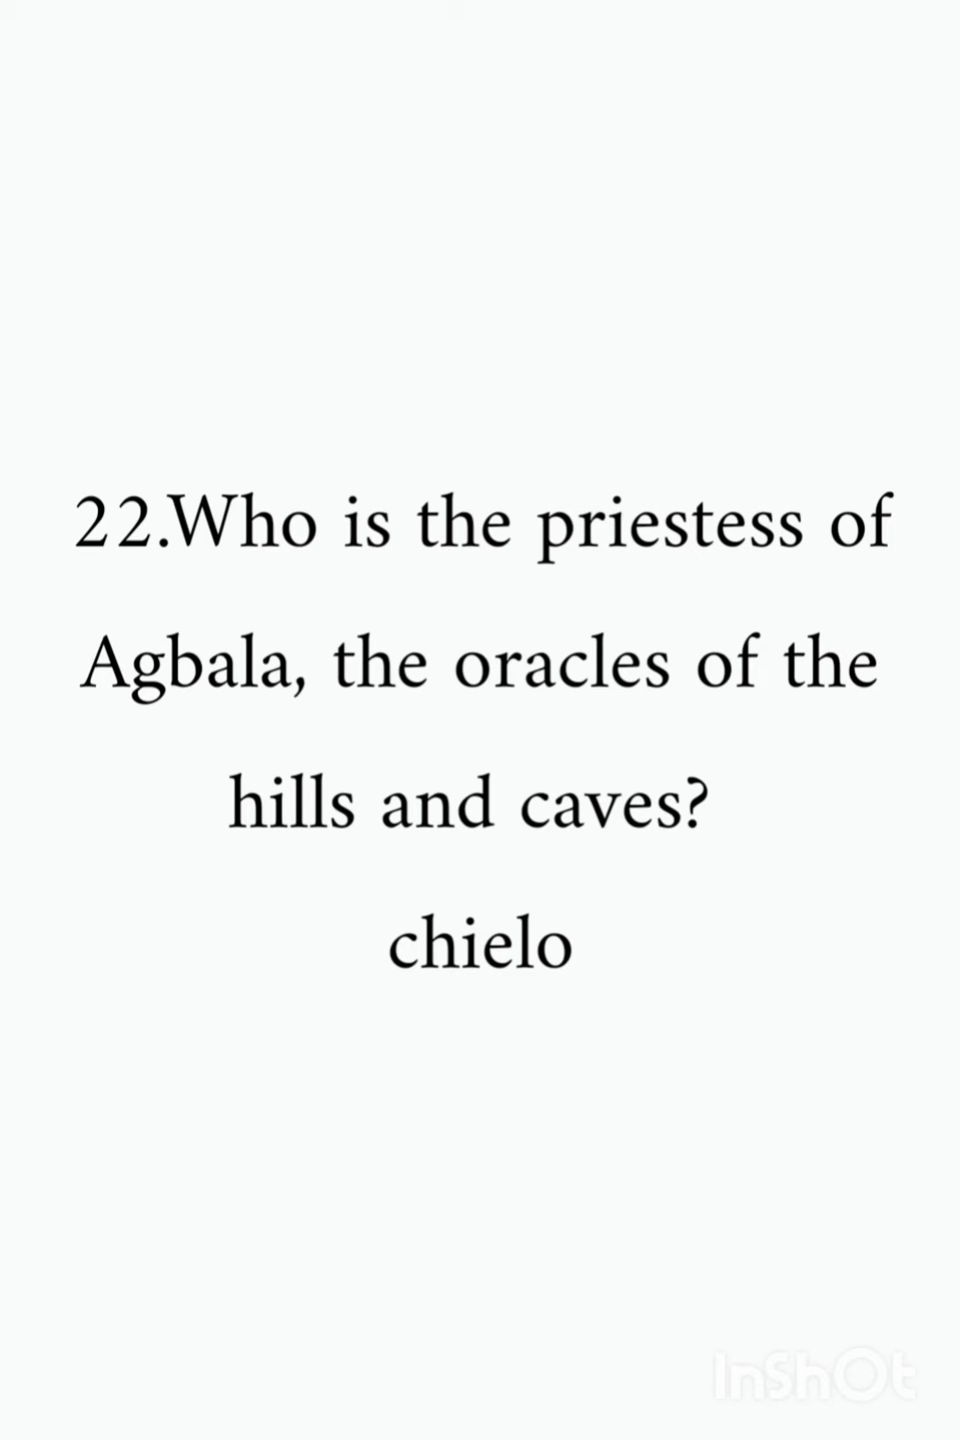 22.Who is the priestess of
Agbala, the oracles of the
hills and caves?
chielo
InShOt